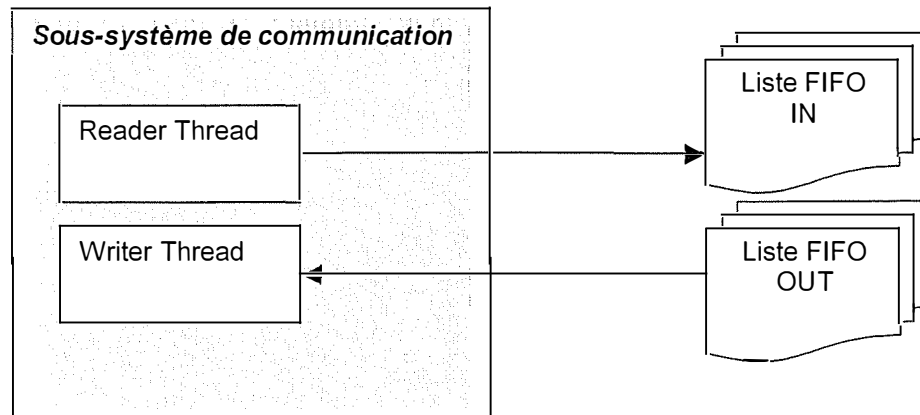 Sous-système de communication
Reader Thread
Liste FIFO
IN
Writer Thread
Liste FIFO
OUT